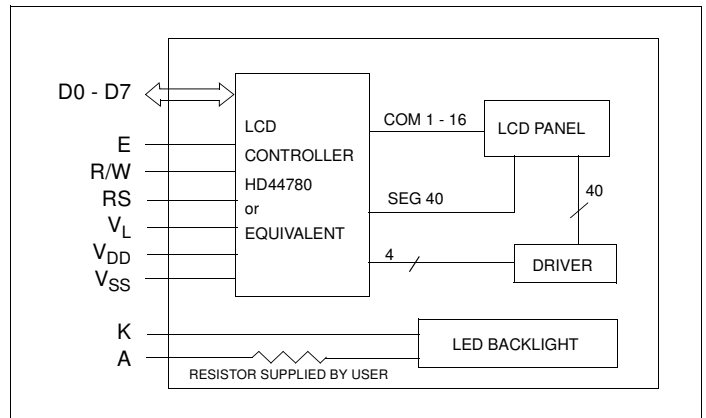 D0 - D7
E
R/W
RS
VL
VDD
VSS
K
A
LCD
CONTROLLER
HD44780
or
EQUIVALENT
COM 1 - 16
SEG 40
4
LCD PANEL
40
DRIVER
LED BACKLIGHT
RESISTOR SUPPLIED BY USER